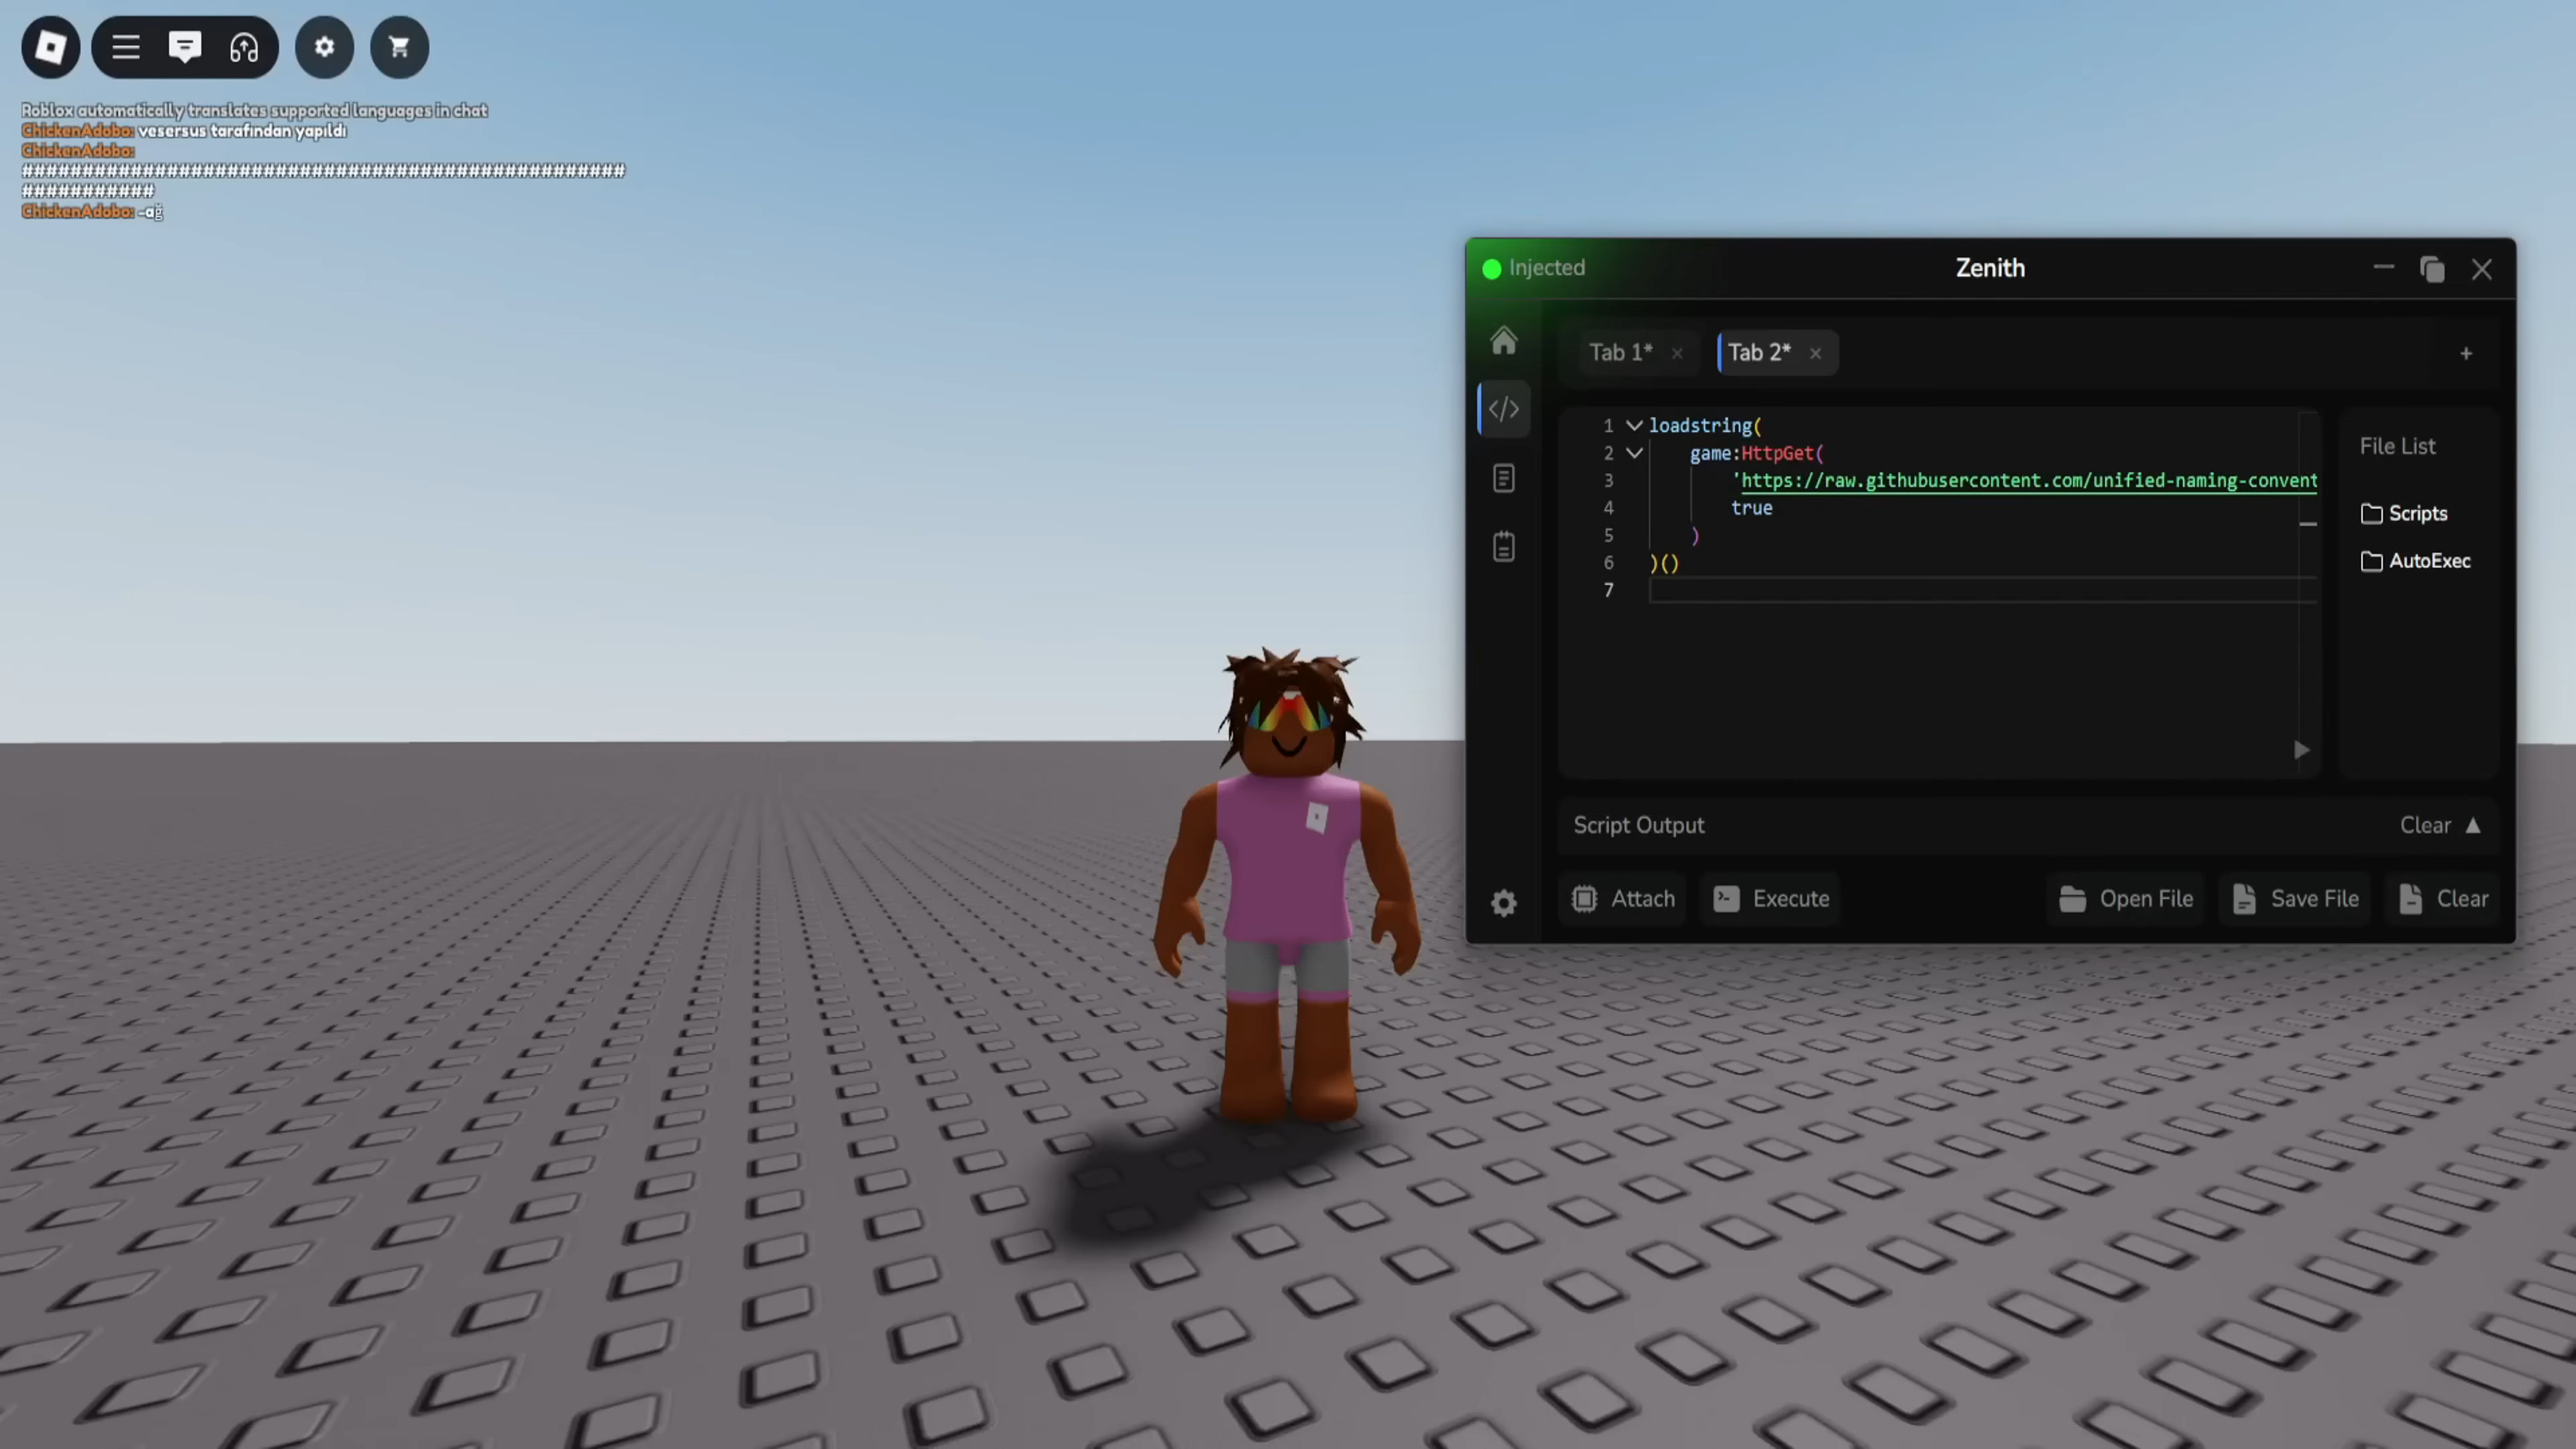 Roblox automatically translates supported languages in chat
ChickenAdobo: vesersus tarafından yapıldı
ChickenAdobo:
##################################################
###########
ChickenAdobo: -ağ
Injected
Zenith
Tab 1*
Tab 2*
1 loadstring(
2 game:HttpGet(
3 'https://raw.githubusercontent.com/unified-naming-convent
4 true
5 )
6 )()
7
File List
Scripts
AutoExec
Script Output
Clear
Attach
Execute
Open File
Save File
Clear